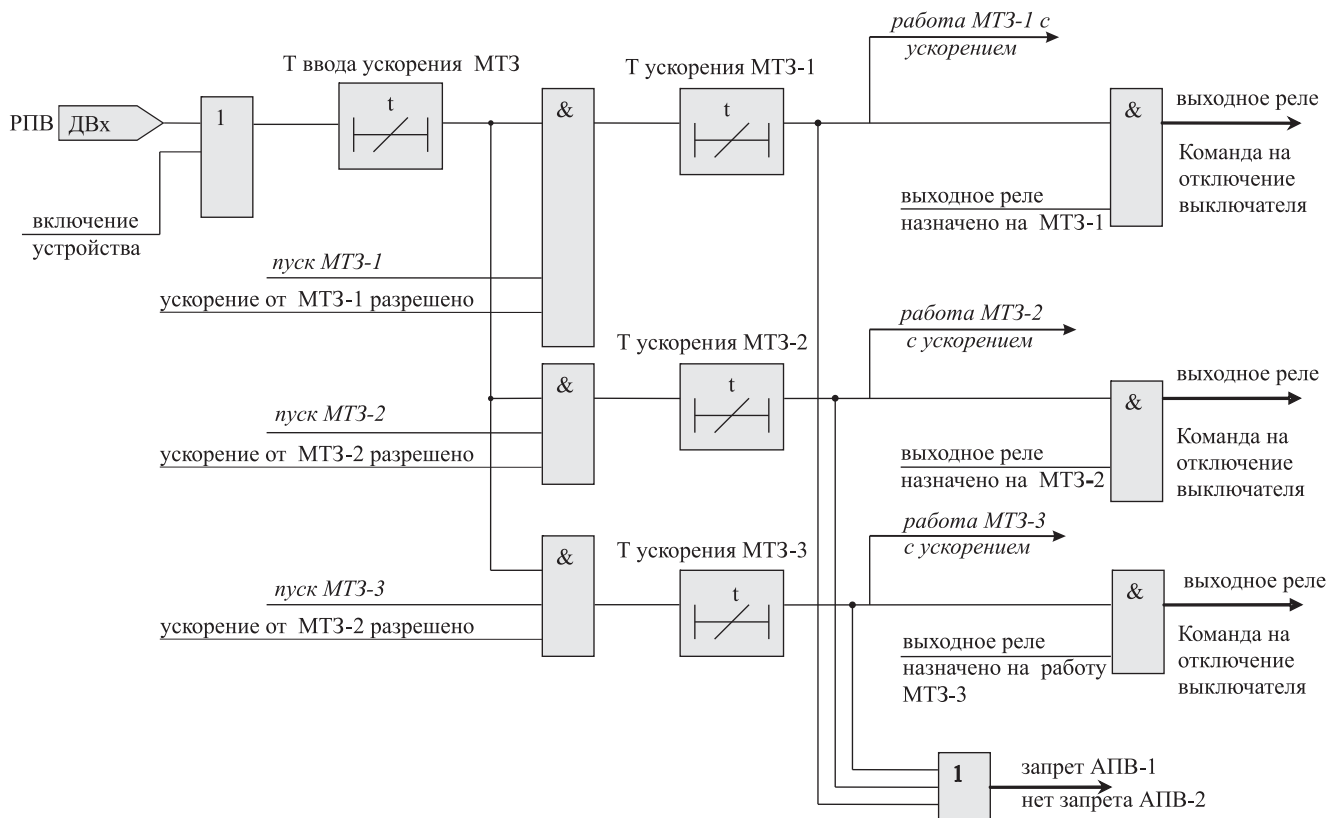 работа МТЗ-1 с
ускорением
Т ввода ускорения МТЗ
Т ускорения МТЗ-1
РПВ
ДВх
1
t
&
t
&
выходное реле
Команда на
отключение
выключателя
включение
устройства
выходное реле
назначено на МТЗ-1
пуск МТЗ-1
ускорение от МТЗ-1 разрешено
работа МТЗ-2
с ускорением
Т ускорения МТЗ-2
&
t
&
выходное реле
Команда на
отключение
выключателя
пуск МТЗ-2
ускорение от МТЗ-2 разрешено
выходное реле
назначено на МТЗ-2
работа МТЗ-3
с ускорением
Т ускорения МТЗ-3
&
t
&
выходное реле
Команда на
отключение
выключателя
пуск МТЗ-3
ускорение от МТЗ-2 разрешено
выходное реле
назначено на работу
МТЗ-3
1
запрет АПВ-1
нет запрета АПВ-2